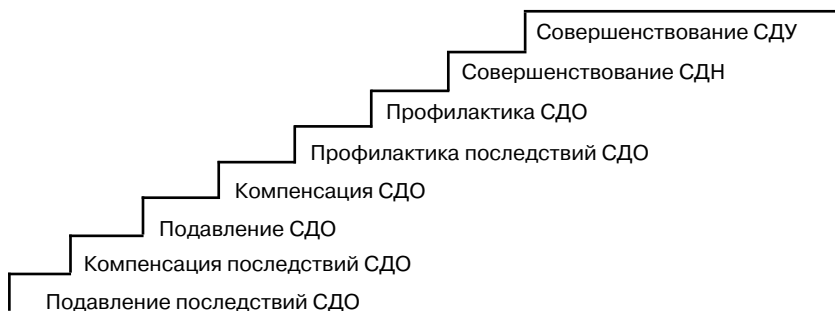 Совершенствование СДУ
Совершенствование СДН
Профилактика СДО
Профилактика последствий СДО
Компенсация СДО
Подавление СДО
Компенсация последствий СДО
Подавление последствий СДО